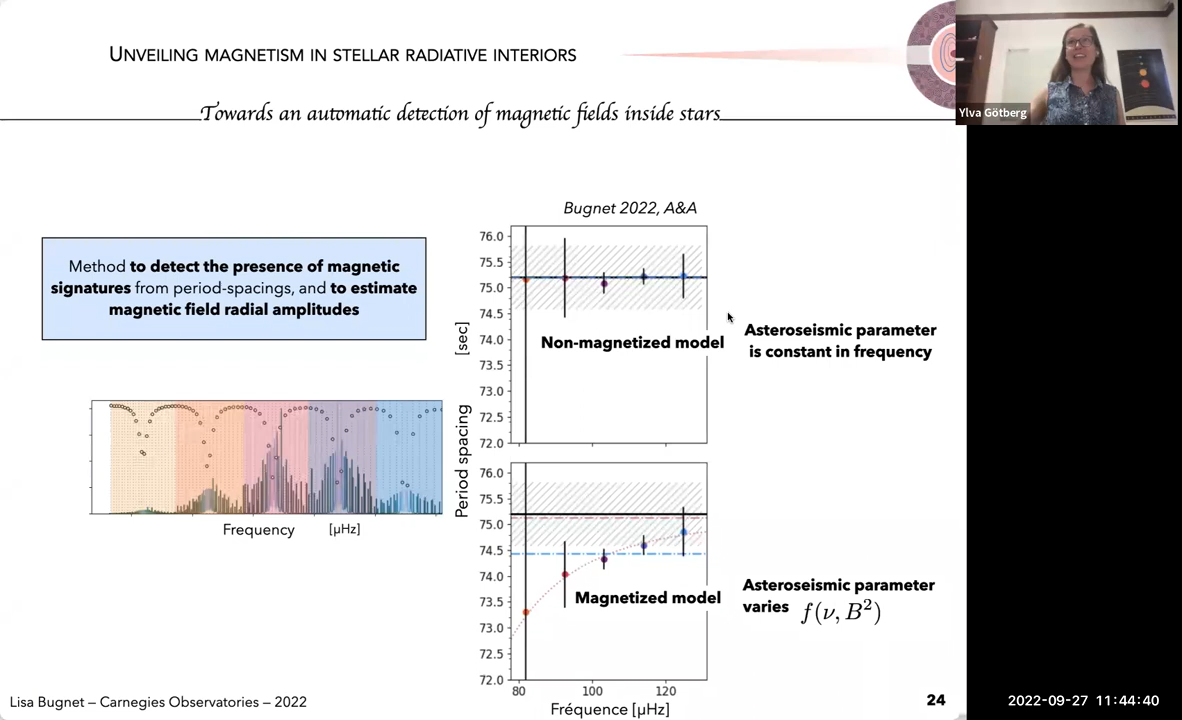 UNVEILING MAGNETISM IN STELLAR RADIATIVE INTERIORS
Towards an automatic detection of magnetic fields inside stars
Ylva Götberg
Bugnet 2022, A&A
Method to detect the presence of magnetic
signatures from period-spacings, and to estimate
magnetic field radial amplitudes
76.0
75.5
75.0
74.5
74.0
73.5
73.0
72.5
72.0
[sec]
Non-magnetized model
Asteroseismic parameter
is constant in frequency
Frequency [μHz]
Period spacing
76.0
75.5
75.0
74.5
74.0
73.5
73.0
72.5
72.0
Magnetized model
Asteroseismic parameter
varies f(ν, B²)
80 100 120
Fréquence [μHz]
Lisa Bugnet – Carnegies Observatories – 2022
24
2022-09-27 11:44:40